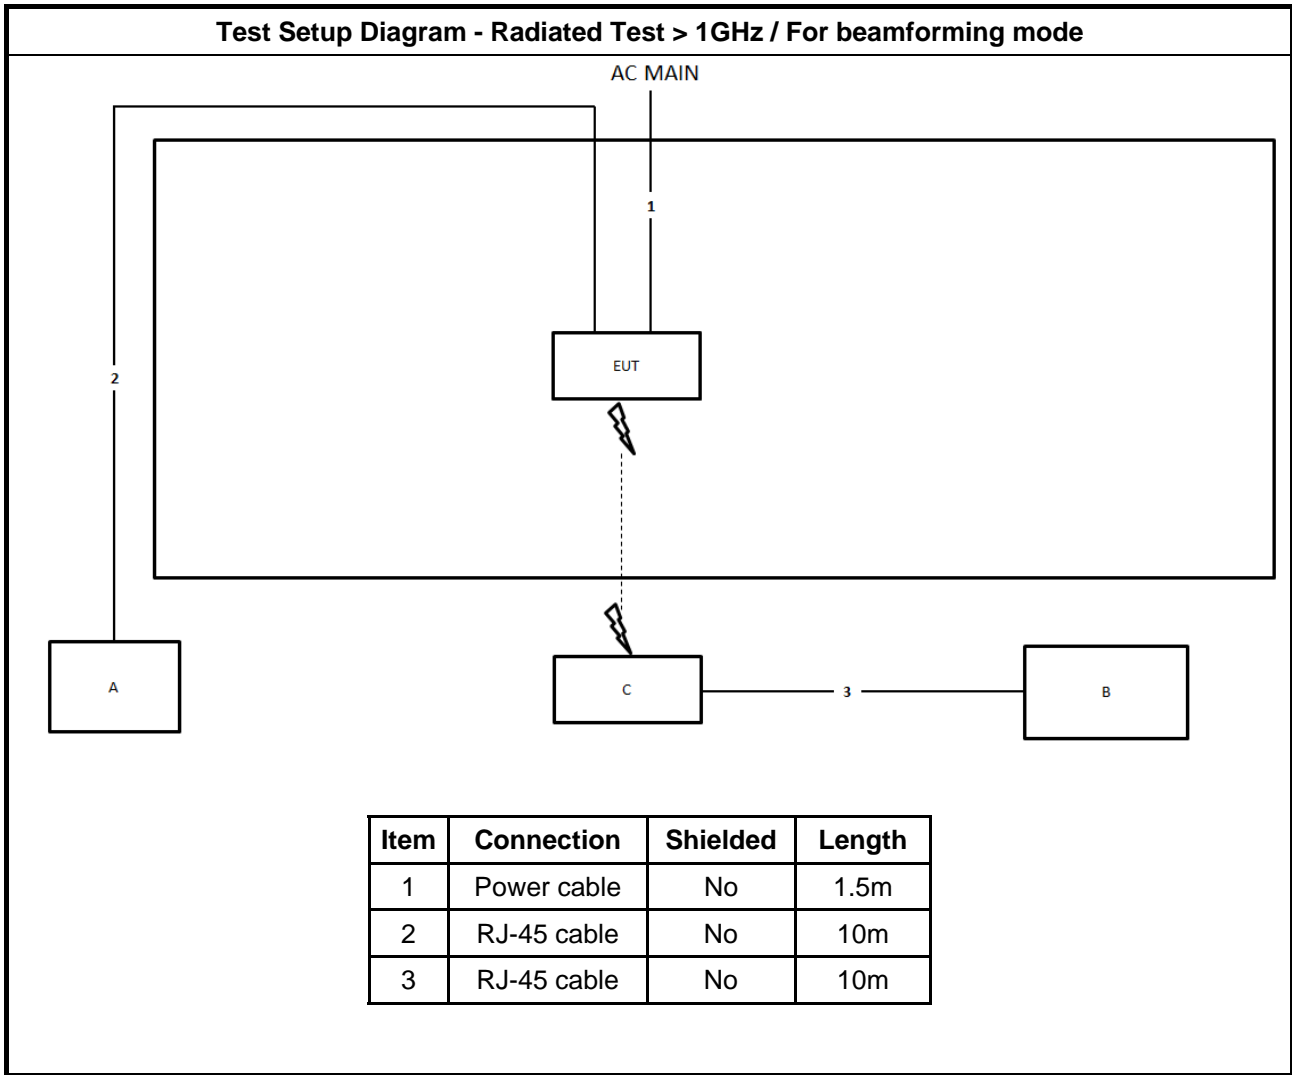 Test Setup Diagram - Radiated Test > 1GHz / For beamforming mode
AC MAIN
1
EUT
2
A
C
3
B
Item Connection Shielded Length
1 Power cable No 1.5m
2 RJ-45 cable No 10m
3 RJ-45 cable No 10m